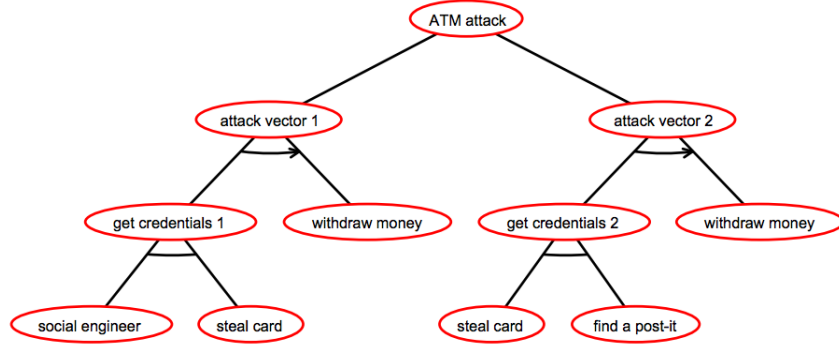 ATM attack
attack vector 1
attack vector 2
get credentials 1
withdraw money
get credentials 2
withdraw money
social engineer
steal card
steal card
find a post-it